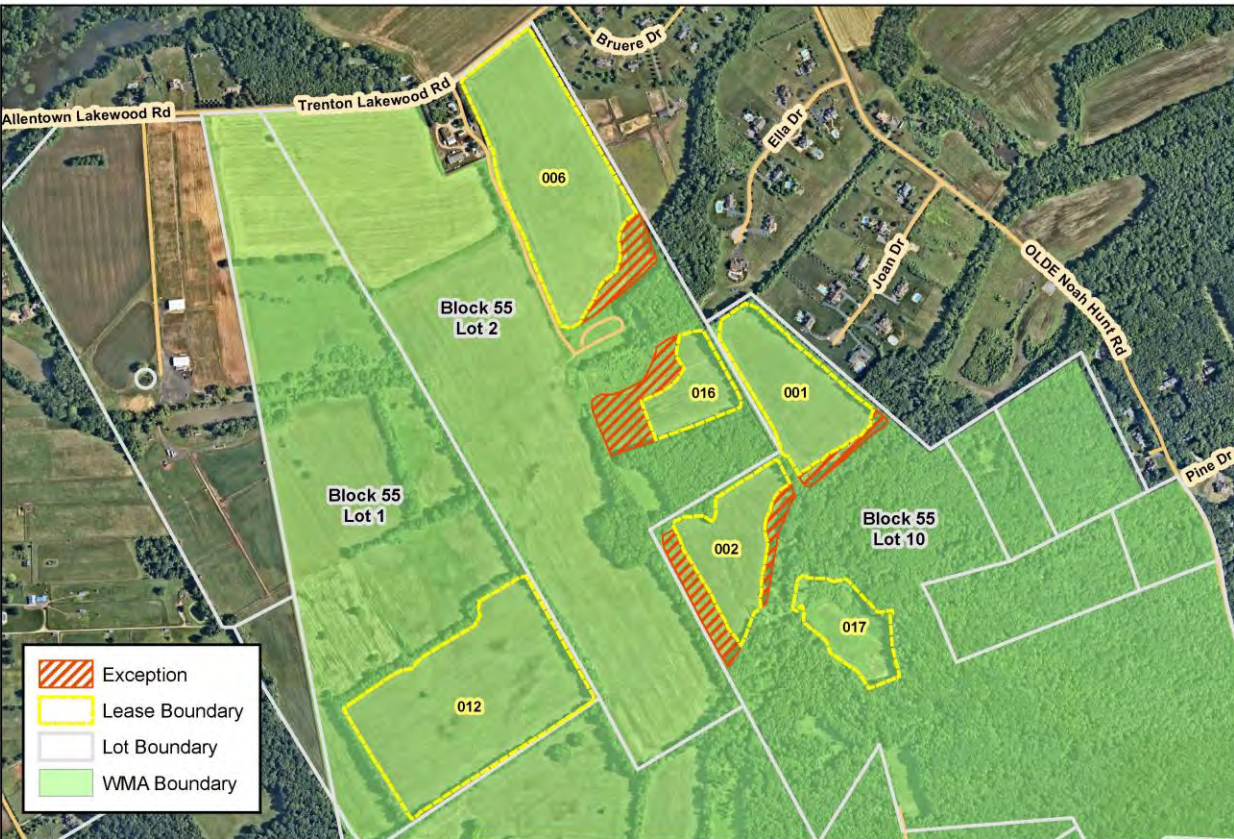 Bruere Dr
Allentown Lakewood Rd
Trenton Lakewood Rd
Ella Dr
006
Joan Dr
OLDE Noah Hunt Rd
Block 55
Lot 2
016
001
Pine Dr
Block 55
Lot 1
Block 55
Lot 10
002
017
012
Exception
Lease Boundary
Lot Boundary
WMA Boundary